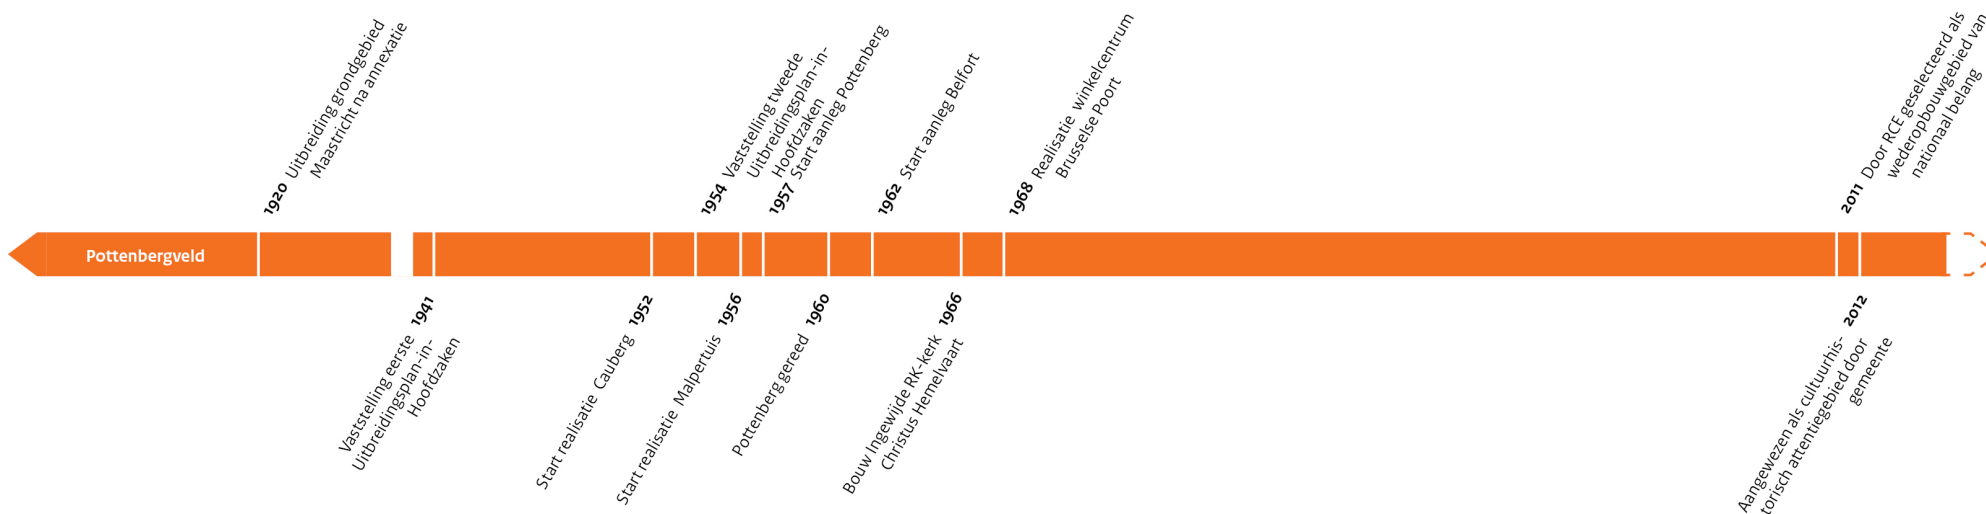 1920 Uitbreiding grondgebied
Maastricht na annexatie
1954 Vaststelling tweede
Uitbreidingsplan-in-
Hoofdzaken
1957 Start aanleg Pottenberg
1962 Start aanleg Belfort
1968 Realisatie winkelcentrum
Brusselse Poort
2011 Door RCE geselecteerd als
wederopbouwgebied van
nationaal belang
Pottenbergveld
Vaststelling eerste 1941
Uitbreidingsplan-in-
Hoofdzaken
Start realisatie Cauberg 1952
Start realisatie Malpertuis 1956
Pottenberg gereed 1960
Bouw Ingewijde RK-kerk 1966
Christus Hemelvaart
Aangewezen als cultuurhis- 2012
torisch attentiegebied door
gemeente